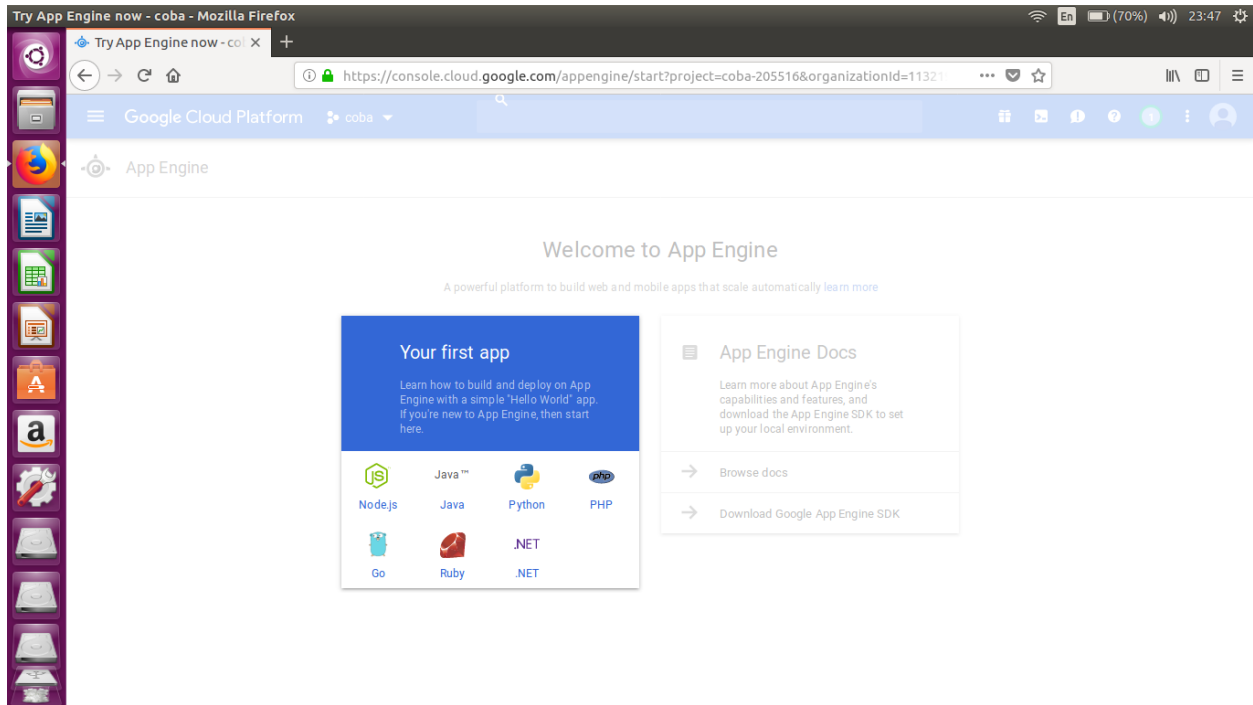 Try App Engine now - coba - Mozilla Firefox
En
(70%)
23:47
Try App Engine now - col
https://console.cloud.google.com/appengine/start?project=coba-205516&organizationId=11321
Google Cloud Platform
coba
App Engine
Welcome to App Engine
A powerful platform to build web and mobile apps that scale automatically learn more
Your first app
Learn how to build and deploy on App
Engine with a simple "Hello World" app.
If you're new to App Engine, then start
here.
JS
Java™
php
Node.js
Java
Python
PHP
.NET
Go
Ruby
.NET
App Engine Docs
Learn more about App Engine's
capabilities and features, and
download the App Engine SDK to set
up your local environment.
Browse docs
Download Google App Engine SDK